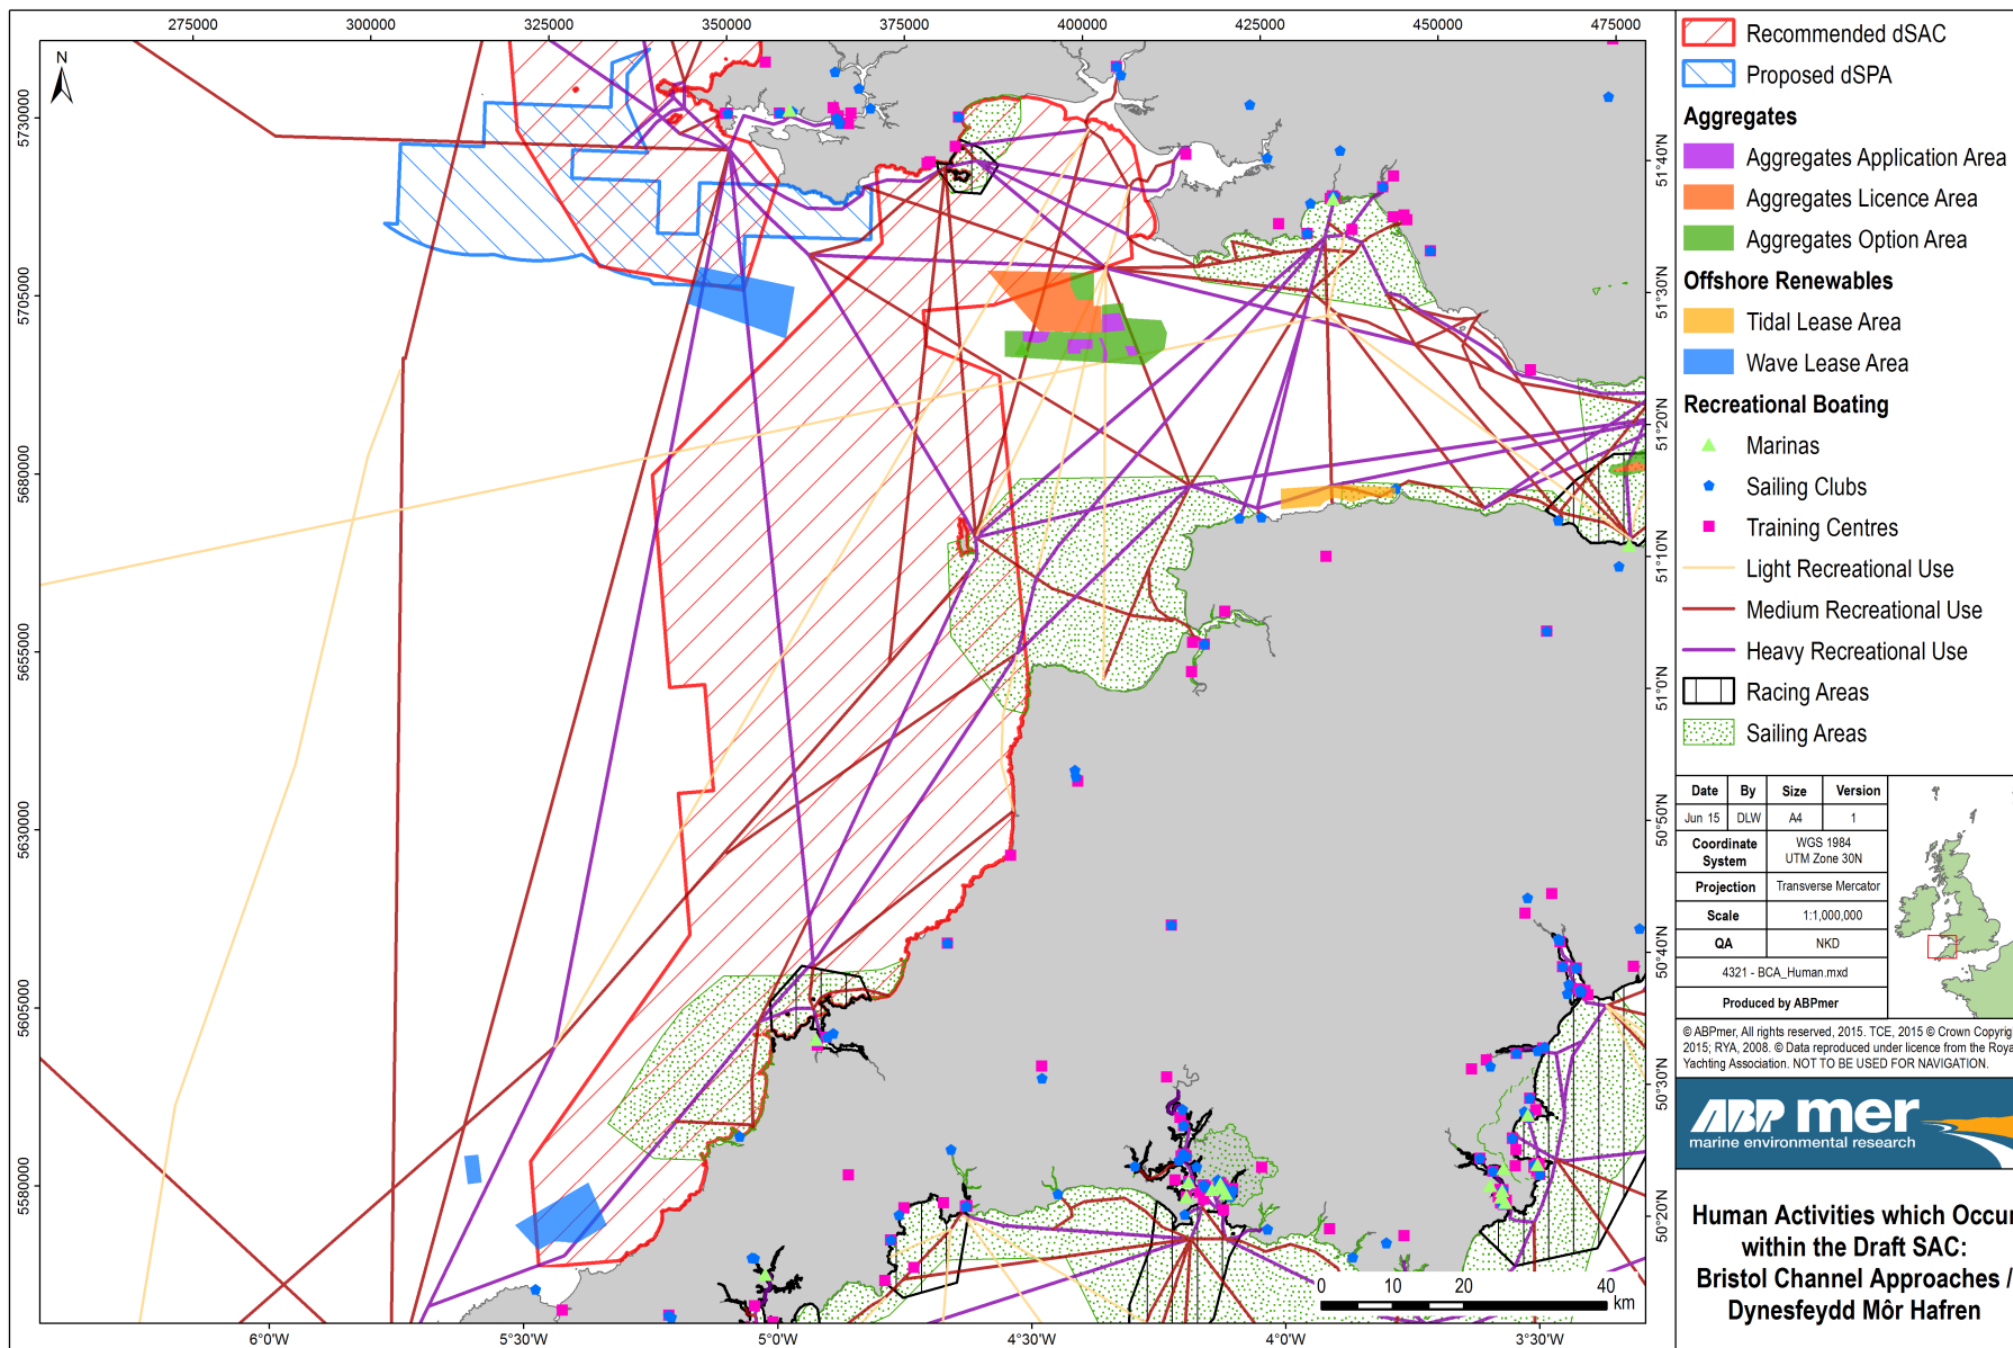 275000 300000 325000 350000 375000 400000 425000 450000 475000
5730000
5705000
5680000
5655000
5630000
5605000
5580000
N
51°40'N
51°30'N
51°20'N
51°10'N
51°0'N
50°50'N
50°40'N
50°30'N
50°20'N
6°0'W 5°30'W 5°0'W 4°30'W 4°0'W 3°30'W
0 10 20 40
km
Recommended dSAC
Proposed dSPA
Aggregates
Aggregates Application Area
Aggregates Licence Area
Aggregates Option Area
Offshore Renewables
Tidal Lease Area
Wave Lease Area
Recreational Boating
Marinas
Sailing Clubs
Training Centres
Light Recreational Use
Medium Recreational Use
Heavy Recreational Use
Racing Areas
Sailing Areas
Date By Size Version
Jun 15 DLW A4 1
Coordinate System WGS 1984 UTM Zone 30N
Projection Transverse Mercator
Scale 1:1,000,000
QA NKD
4321 - BCA_Human.mxd
Produced by ABPmer
© ABPmer, All rights reserved, 2015. TCE, 2015 © Crown Copyrig
2015; RYA, 2008. © Data reproduced under licence from the Roya
Yachting Association. NOT TO BE USED FOR NAVIGATION.
ABP mer
marine environmental research
Human Activities which Occur
within the Draft SAC:
Bristol Channel Approaches /
Dynesfeydd Môr Hafren